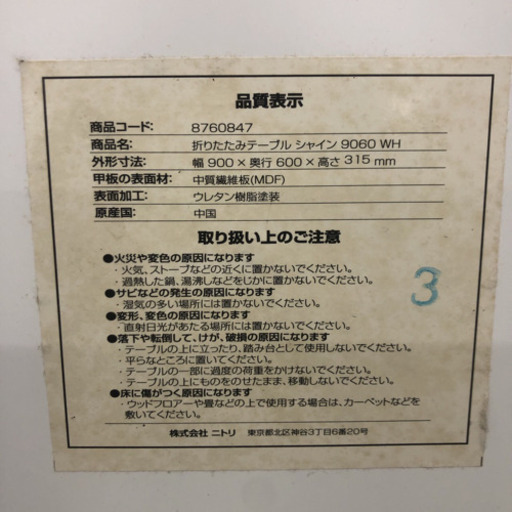 品質表示
商品コード: 8760847
商品名: 折りたたみテーブル シャイン 9060 WH
外形寸法: 幅 900×奥行 600×高さ 315 mm
甲板の表面材: 中質繊維板(MDF)
表面加工: ウレタン樹脂塗装
原産国: 中国
取り扱い上のご注意
●火災や変色の原因になります
・火気、ストーブなどの近くに置かないでください。
・過熱した鍋、湯沸しなどをじかに置かないでください。
●サビなどの発生の原因になります
・湿気の多い場所には置かないでください。
●変形、変色の原因になります
・直射日光があたる場所には置かないでください。
●落下や転倒して、けが、破損の原因になります
・テーブルの上に立ったり、踏み台として使用しないでください。
・平らなところに置いてください。
・テーブルの一部に過度の荷重をかけないでください。
・テーブルの上にものをのせたまま、移動しないでください。
●床に傷がつく原因になります
・ウッドフロアーや畳などの上で使用する場合は、カーペットなどを
敷いてください。
株式会社 ニトリ 東京都北区神谷3丁目6番20号
3